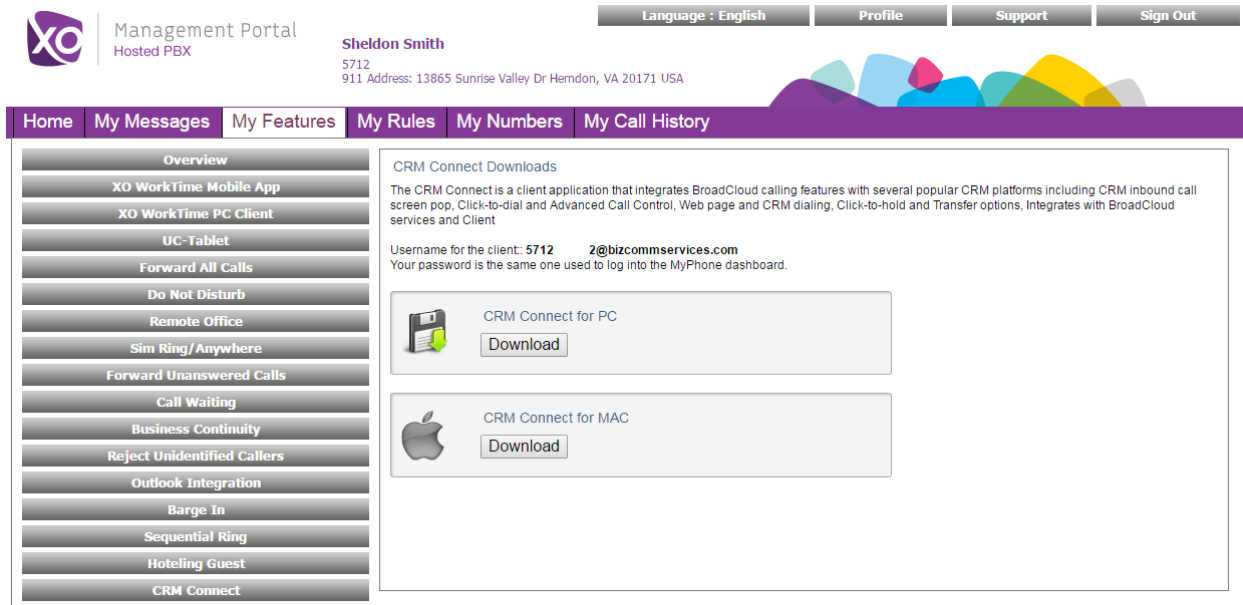 Language : English
Profile
Support
Sign Out
XO
Management Portal
Hosted PBX
Sheldon Smith
5712
911 Address: 13865 Sunrise Valley Dr Herndon, VA 20171 USA
Home
My Messages
My Features
My Rules
My Numbers
My Call History
Overview
XO WorkTime Mobile App
XO WorkTime PC Client
UC-Tablet
Forward All Calls
Do Not Disturb
Remote Office
Sim Ring/Anywhere
Forward Unanswered Calls
Call Waiting
Business Continuity
Reject Unidentified Callers
Outlook Integration
Barge In
Sequential Ring
Hoteling Guest
CRM Connect
CRM Connect Downloads
The CRM Connect is a client application that integrates BroadCloud calling features with several popular CRM platforms including CRM inbound call
screen pop, Click-to-dial and Advanced Call Control, Web page and CRM dialing, Click-to-hold and Transfer options, Integrates with BroadCloud
services and Client
Username for the client:: 5712 2@bizcommservices.com
Your password is the same one used to log into the MyPhone dashboard.
CRM Connect for PC
Download
CRM Connect for MAC
Download